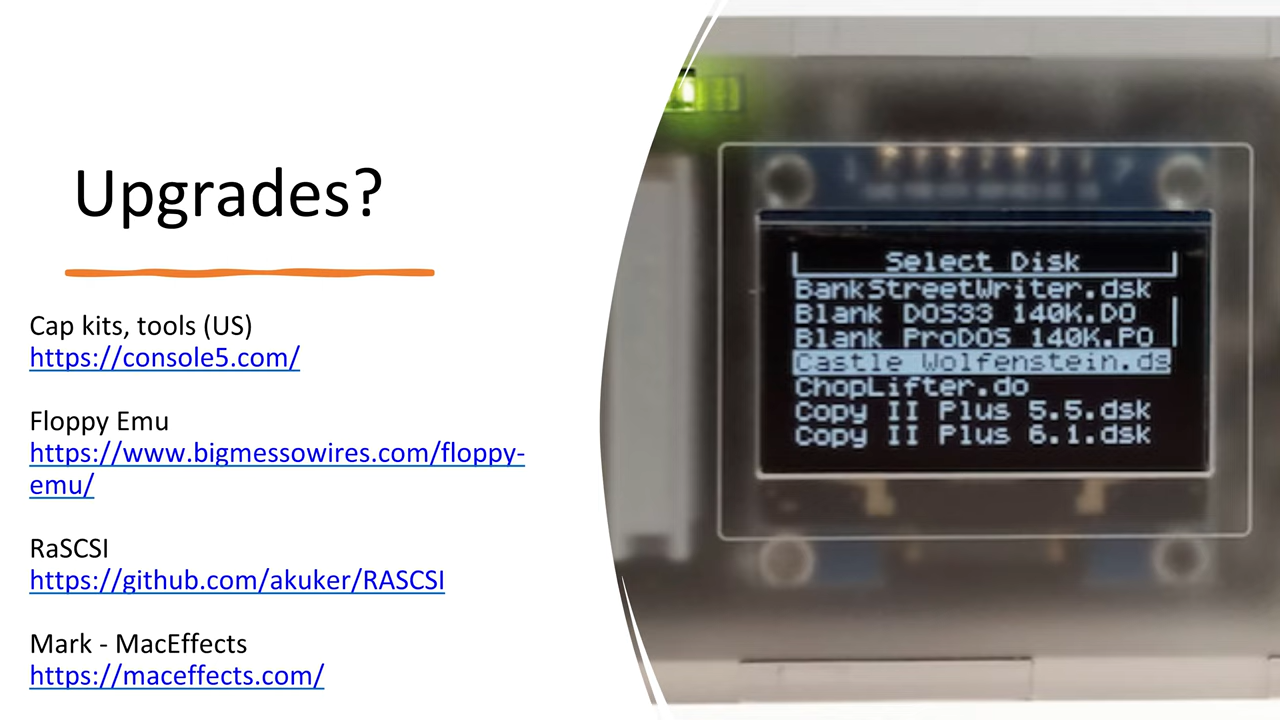 Upgrades?
Cap kits, tools (US)
https://console5.com/
Floppy Emu
https://www.bigmessowires.com/floppy-
emu/
RaSCSI
https://github.com/akuker/RASCSI
Mark - MacEffects
https://maceffects.com/
Select Disk
BankStreetWriter.dsk
Blank DOS33 140K.DO
Blank ProDOS 140K.PO
Castle Wolfenstein.ds
ChopLifter.do
Copy II Plus 5.5.dsk
Copy II Plus 6.1.dsk